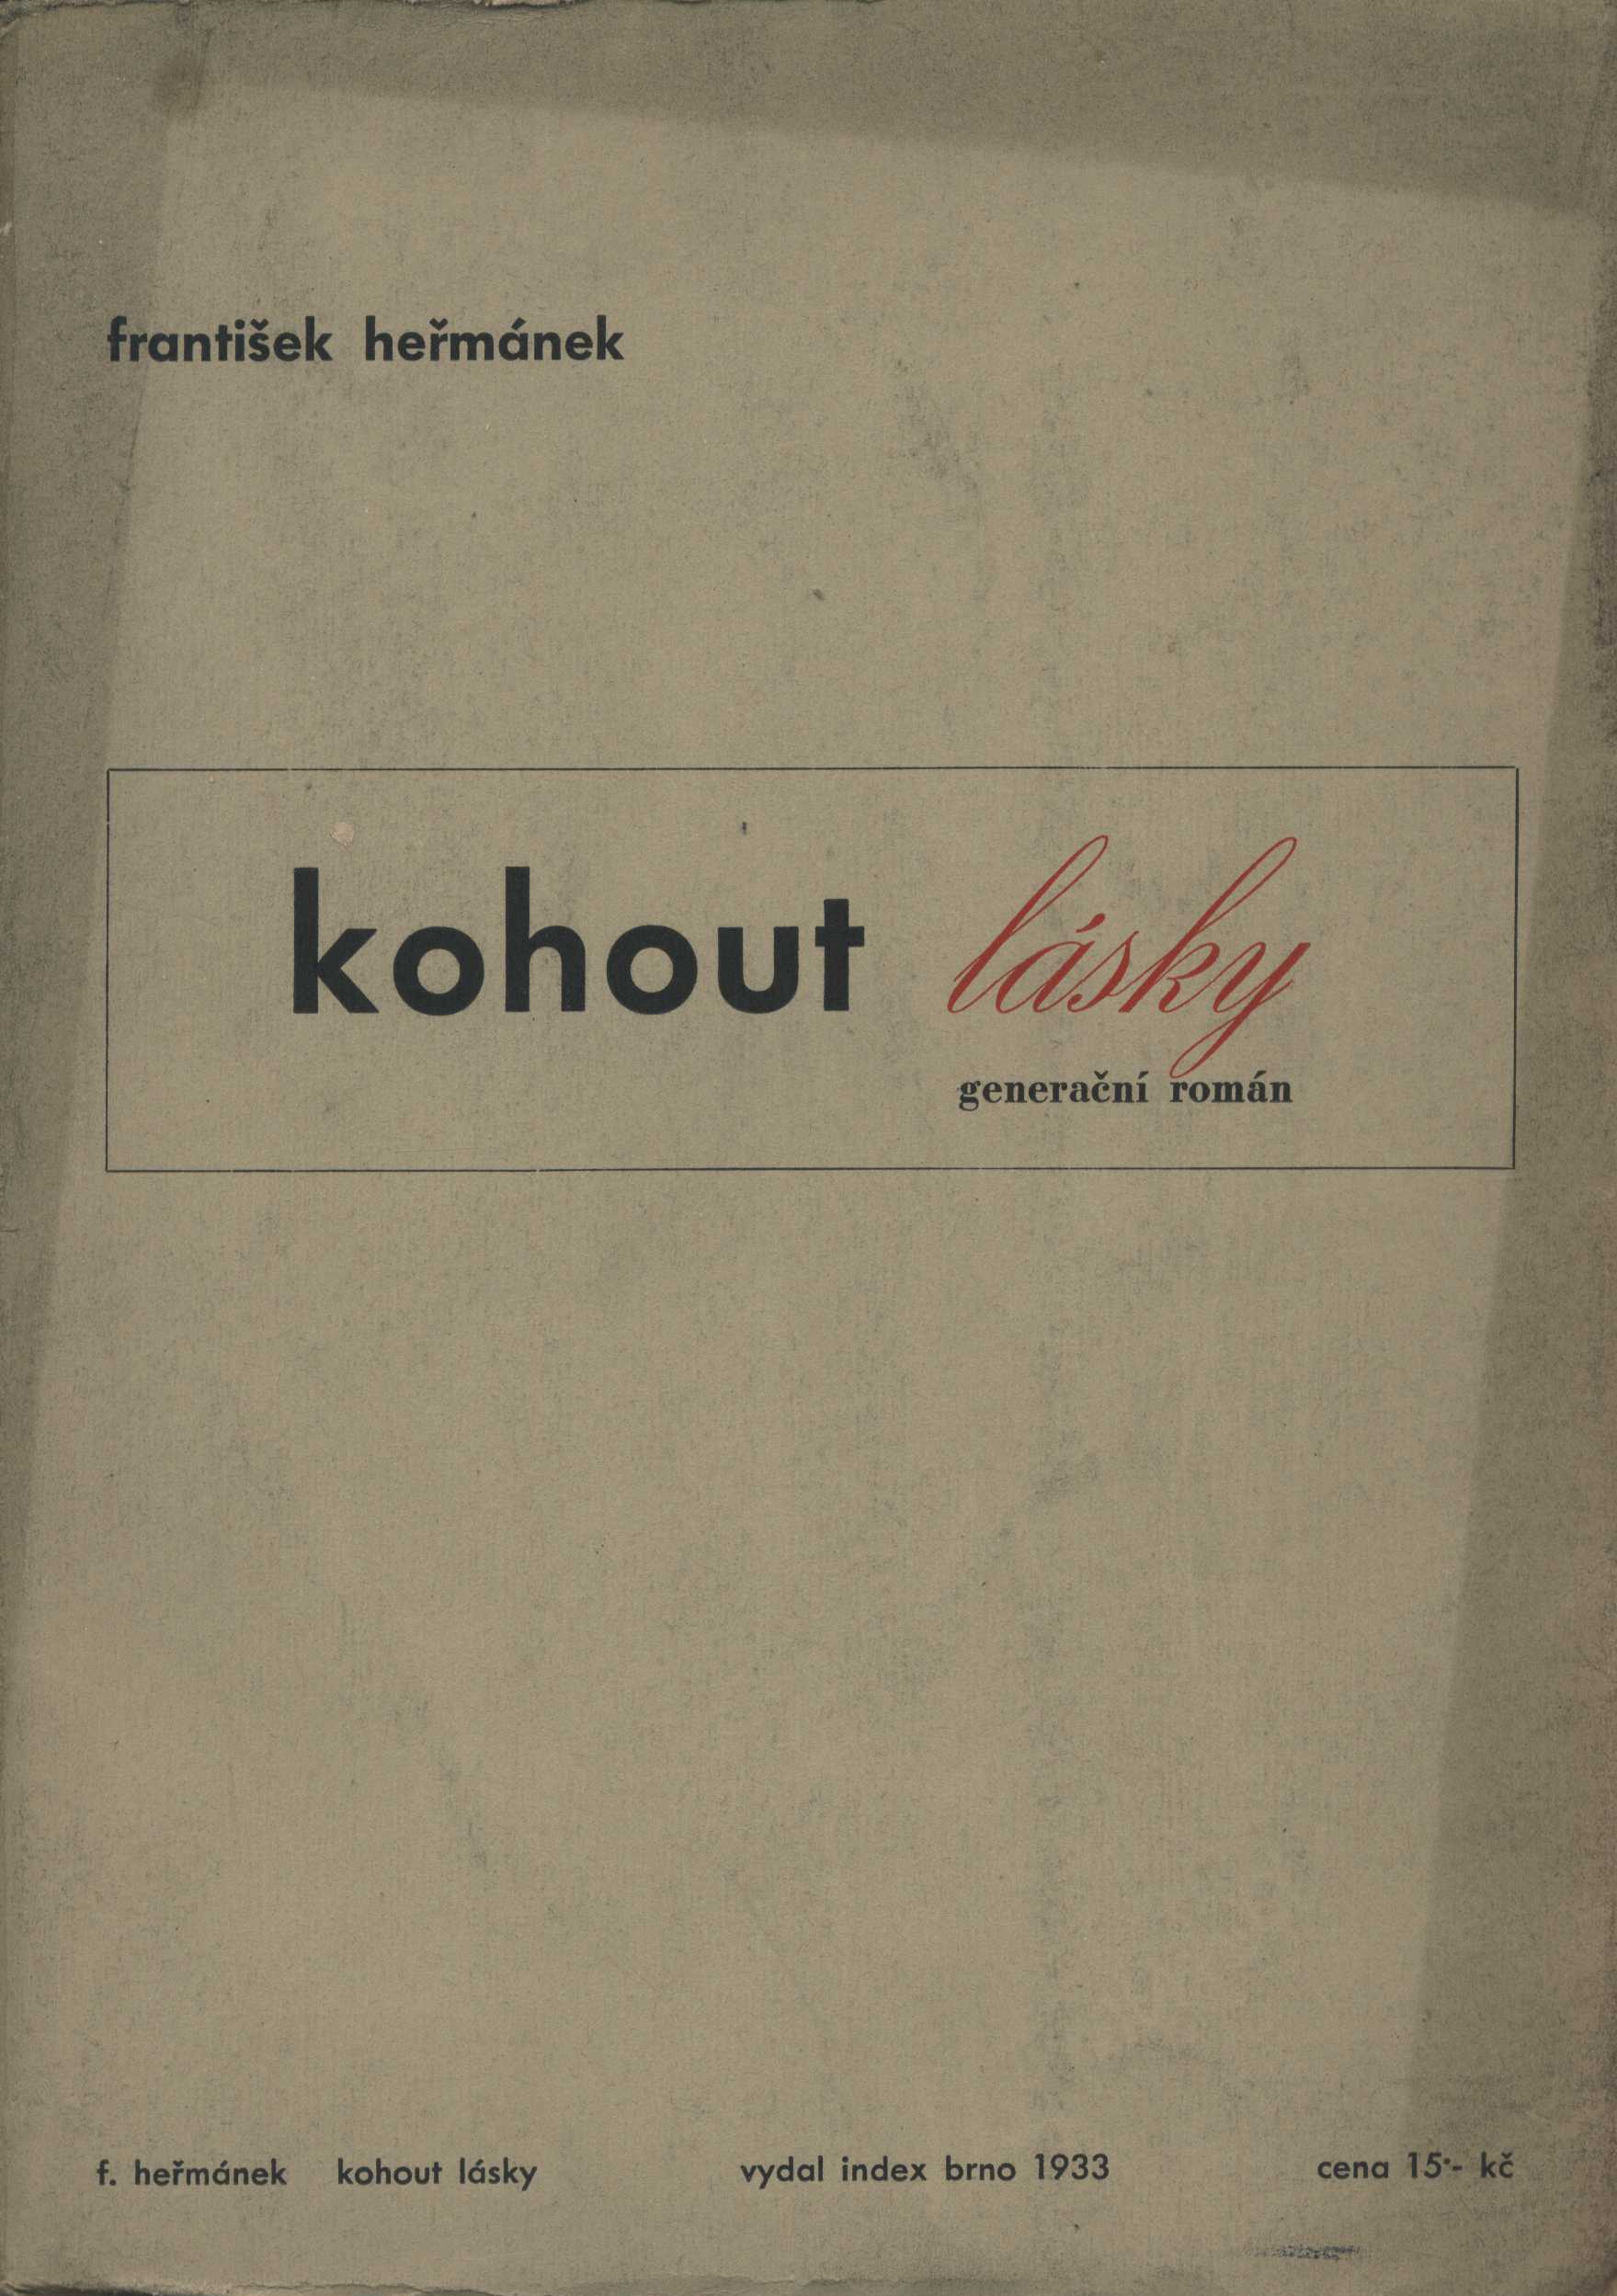 františek heřmánek
kohout lásky
generační román
f. heřmánek kohout lásky vydal index brno 1933 cena 15·- kč